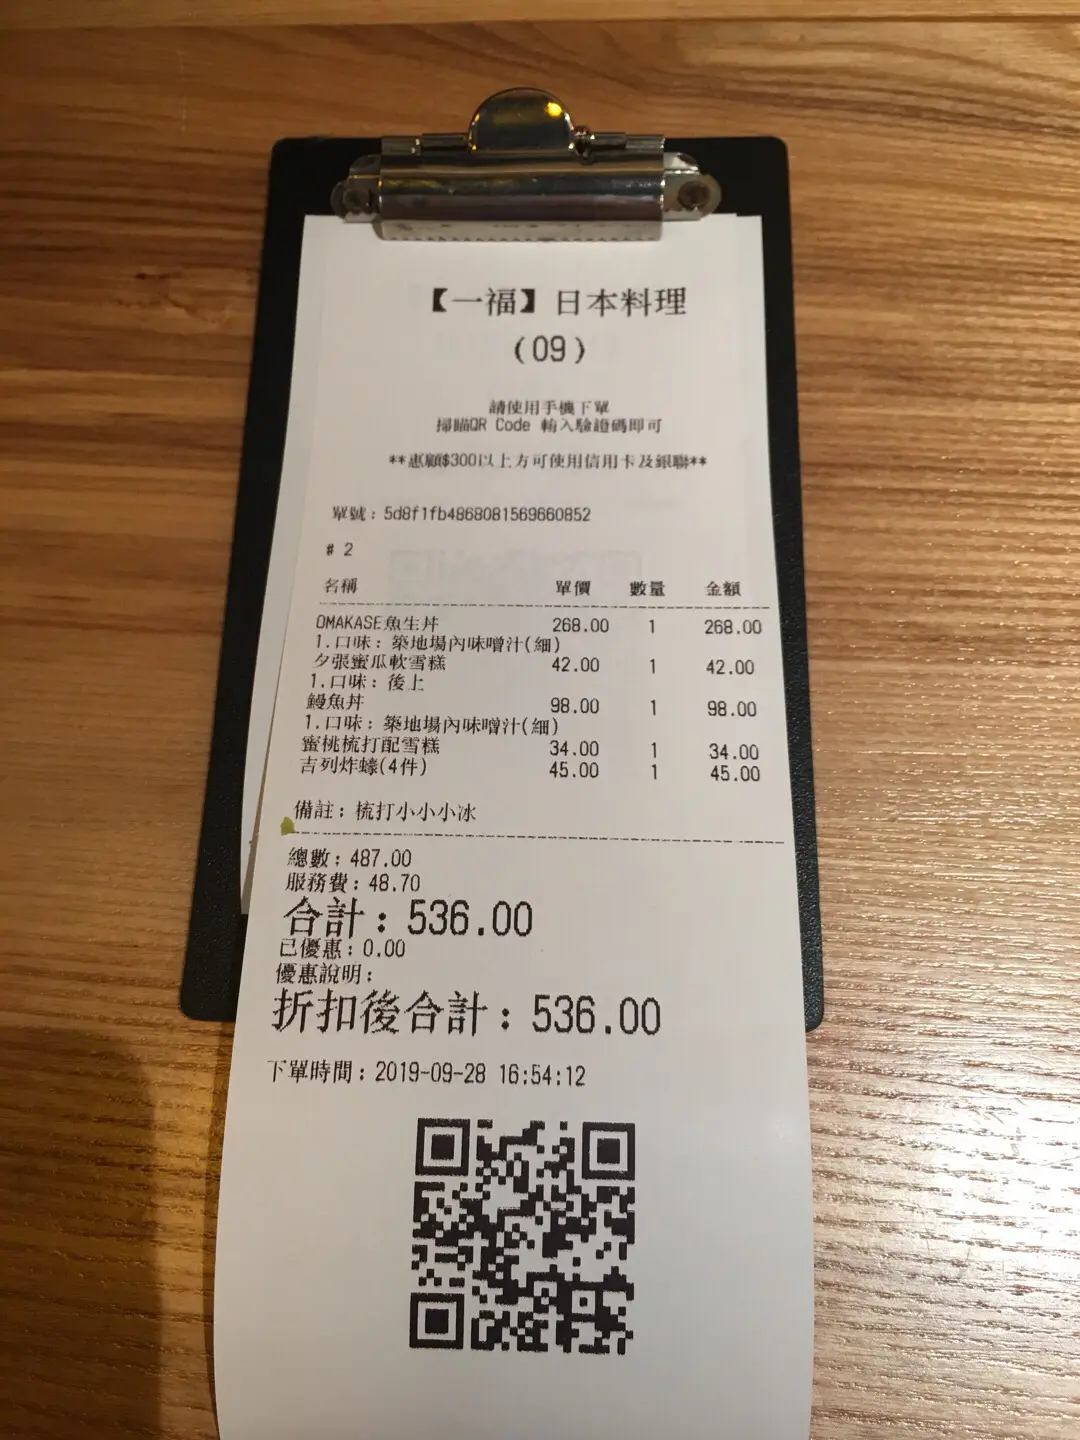 【一福】日本料理
(09)
請使用手機下單
掃瞄QR Code 輸入驗證碼即可
**惠顧$300以上方可使用信用卡及銀聯**
單號：5d8f1fb4868081569660852
# 2
名稱 單價 數量 金額
OMAKASE魚生丼 268.00 1 268.00
1.口味：築地場內味噌汁(細)
夕張蜜瓜軟雪糕 42.00 1 42.00
1.口味：後上
鰻魚丼 98.00 1 98.00
1.口味：築地場內味噌汁(細)
蜜桃梳打配雪糕 34.00 1 34.00
吉列炸蠔(4件) 45.00 1 45.00
備註：梳打小小小冰
總數：487.00
服務費：48.70
合計：536.00
已優惠：0.00
優惠說明：
折扣後合計：536.00
下單時間：2019-09-28 16:54:12